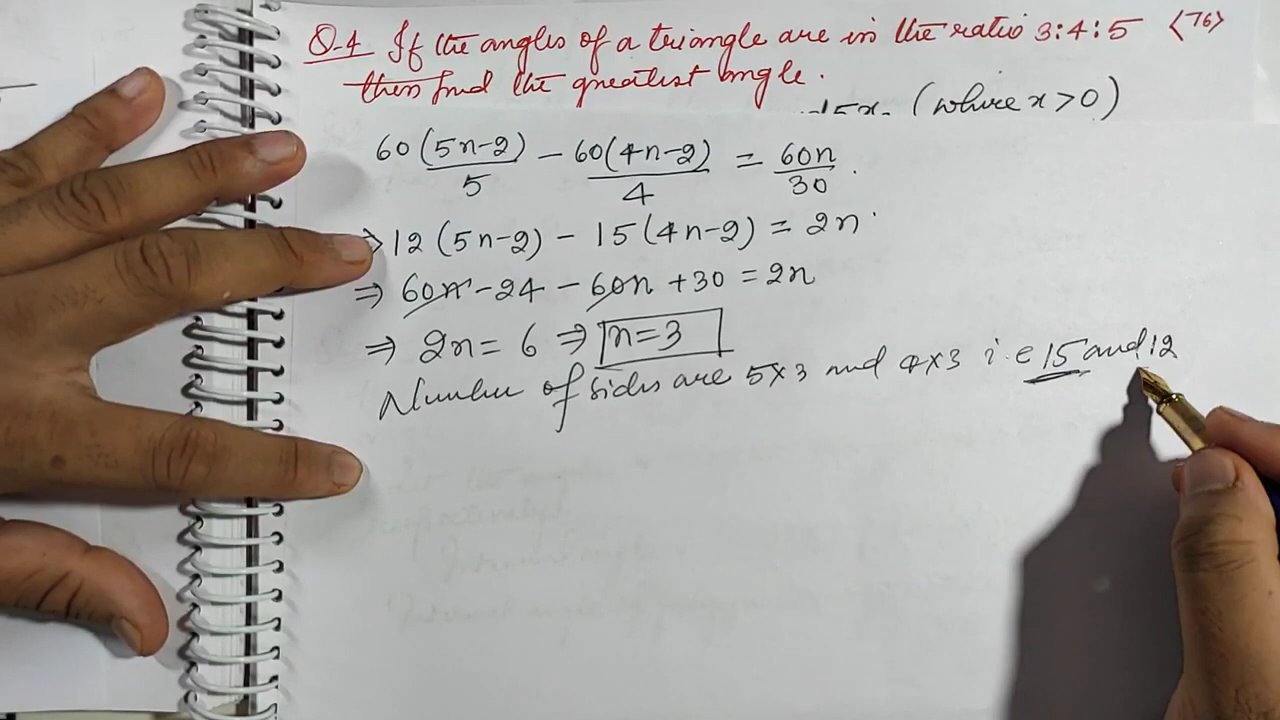 Q.4 If the angles of a triangle are in the ratio 3:4:5 <76>
then find the greatest angle.
15x. (where x > 0)
60(5n-2)/5 - 60(4n-2)/4 = 60n/30.
⇒ 12(5n-2) - 15(4n-2) = 2n.
⇒ 60n - 24 - 60n + 30 = 2n
⇒ 2n = 6 ⇒ n=3
Number of sides are 5×3 and 4×3 i.e 15 and 12